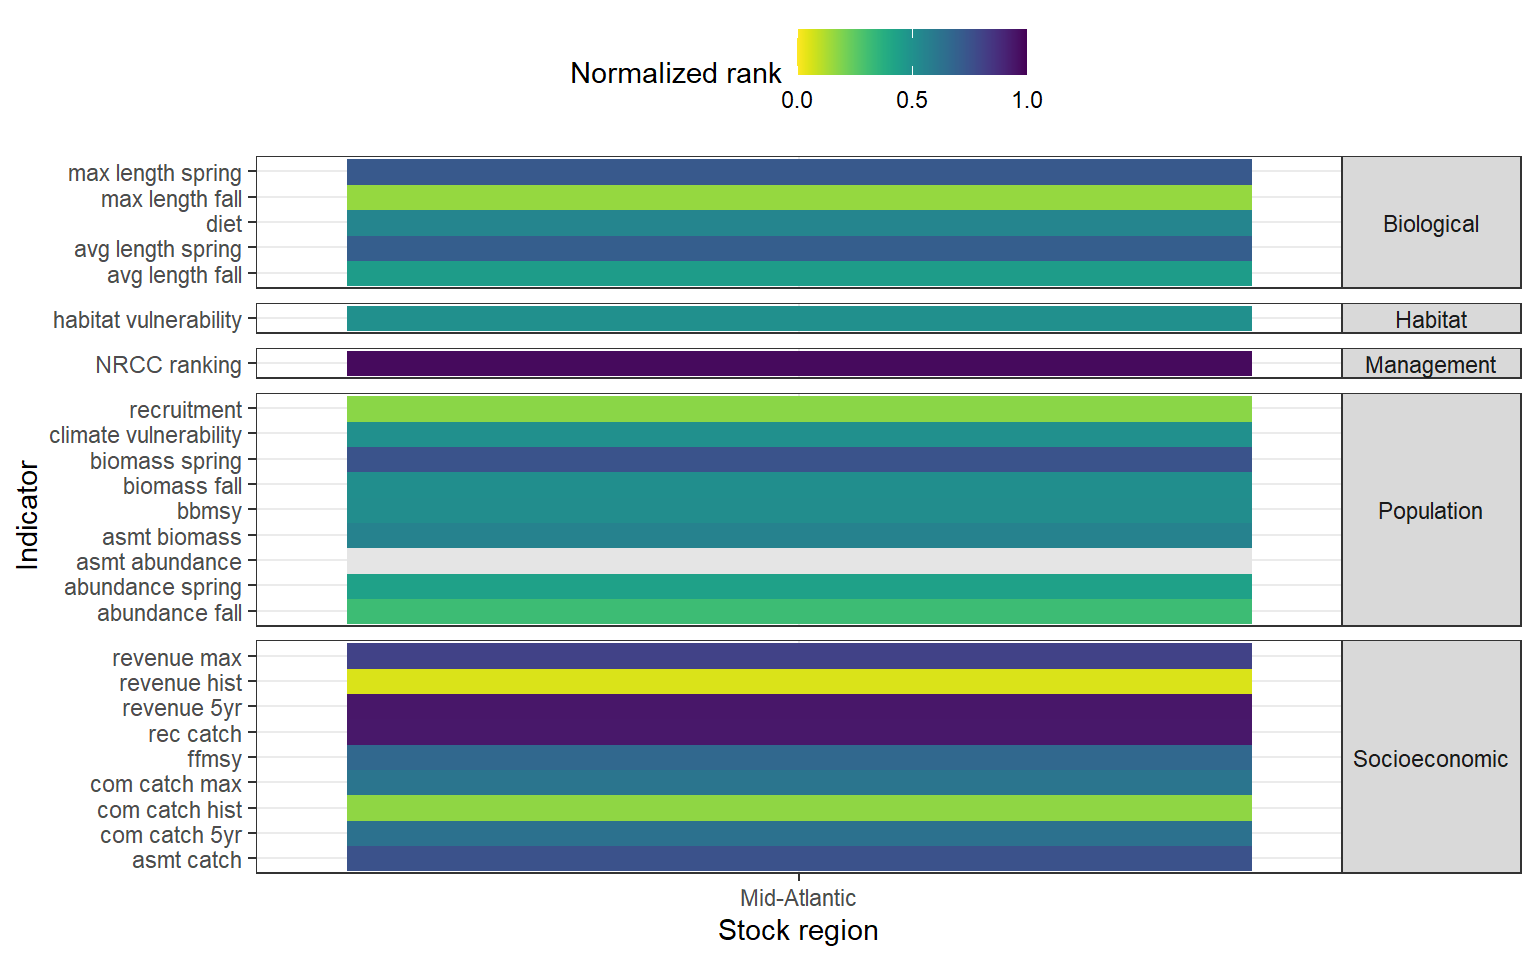 Normalized rank
0.0 0.5 1.0
max length spring
max length fall
diet
avg length spring
avg length fall
Biological
habitat vulnerability
Habitat
NRCC ranking
Management
recruitment
climate vulnerability
biomass spring
biomass fall
bbmsy
asmt biomass
asmt abundance
abundance spring
abundance fall
Population
revenue max
revenue hist
revenue 5yr
rec catch
ffmsy
com catch max
com catch hist
com catch 5yr
asmt catch
Socioeconomic
Indicator
Mid-Atlantic
Stock region